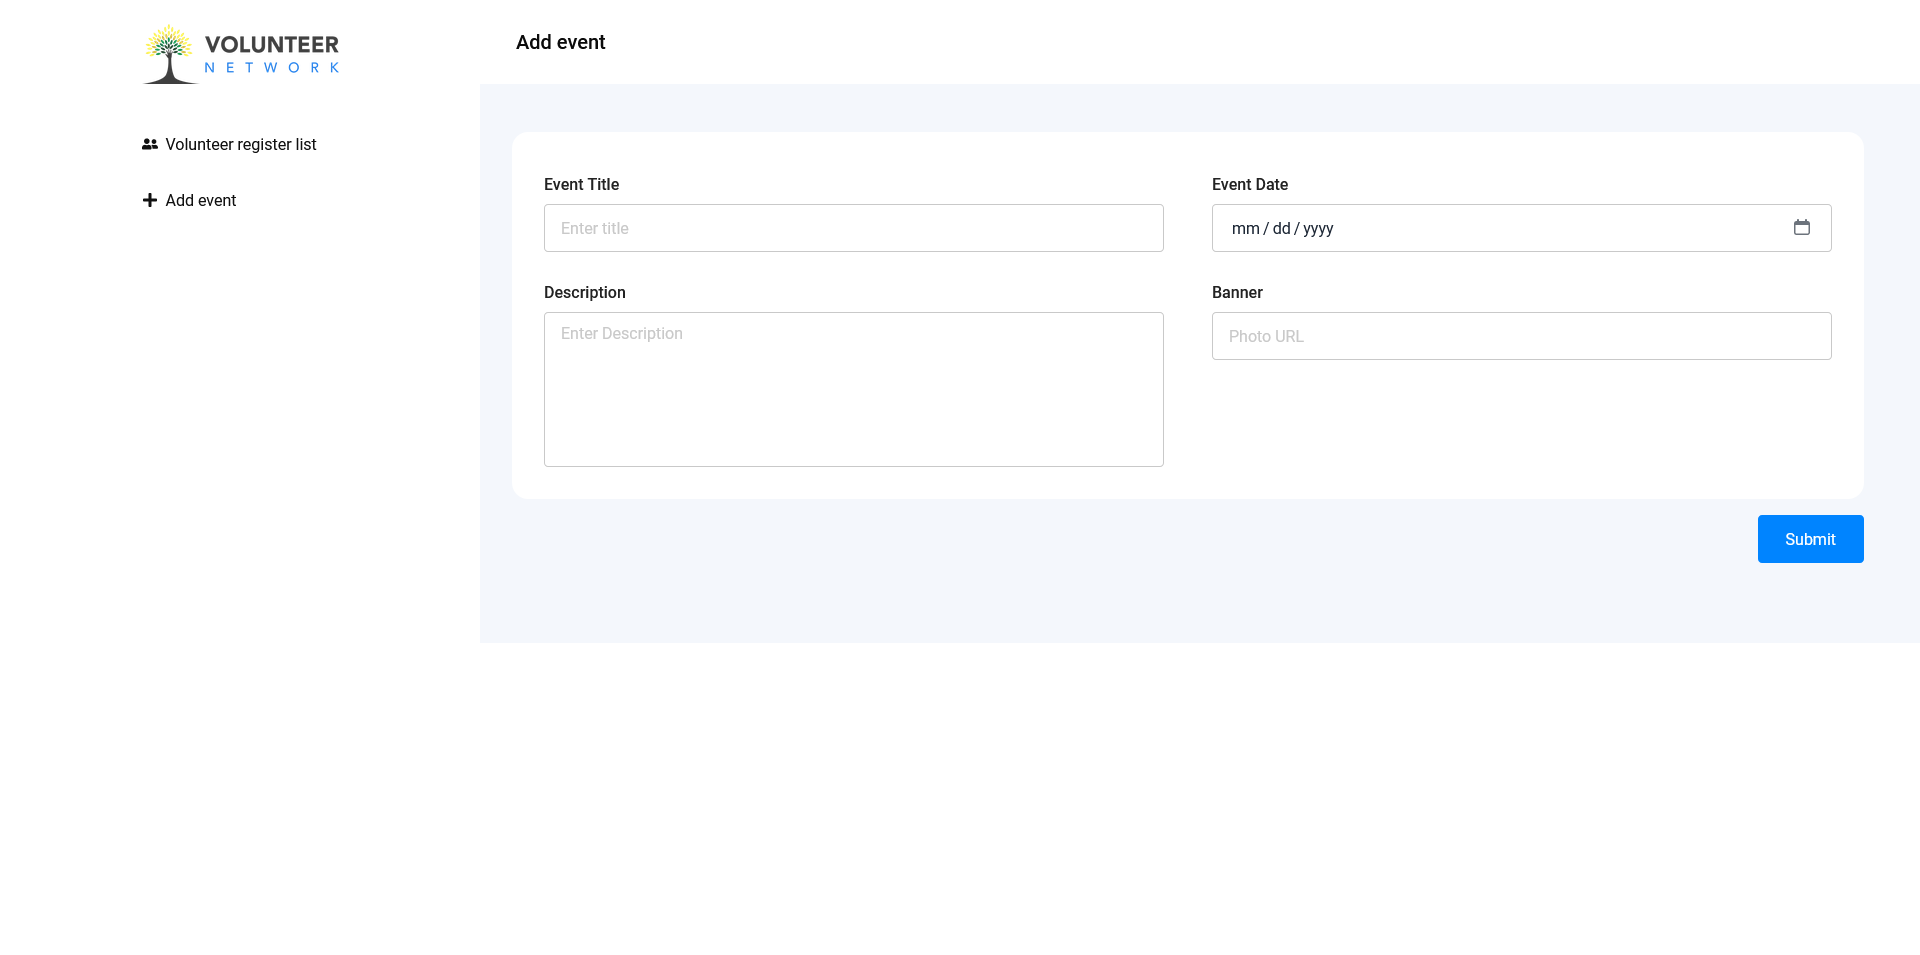 VOLUNTEER
NETWORK
Volunteer register list
Add event
Add event
Event Title
Enter title
Event Date
mm/dd/yyyy
Description
Enter Description
Banner
Photo URL
Submit